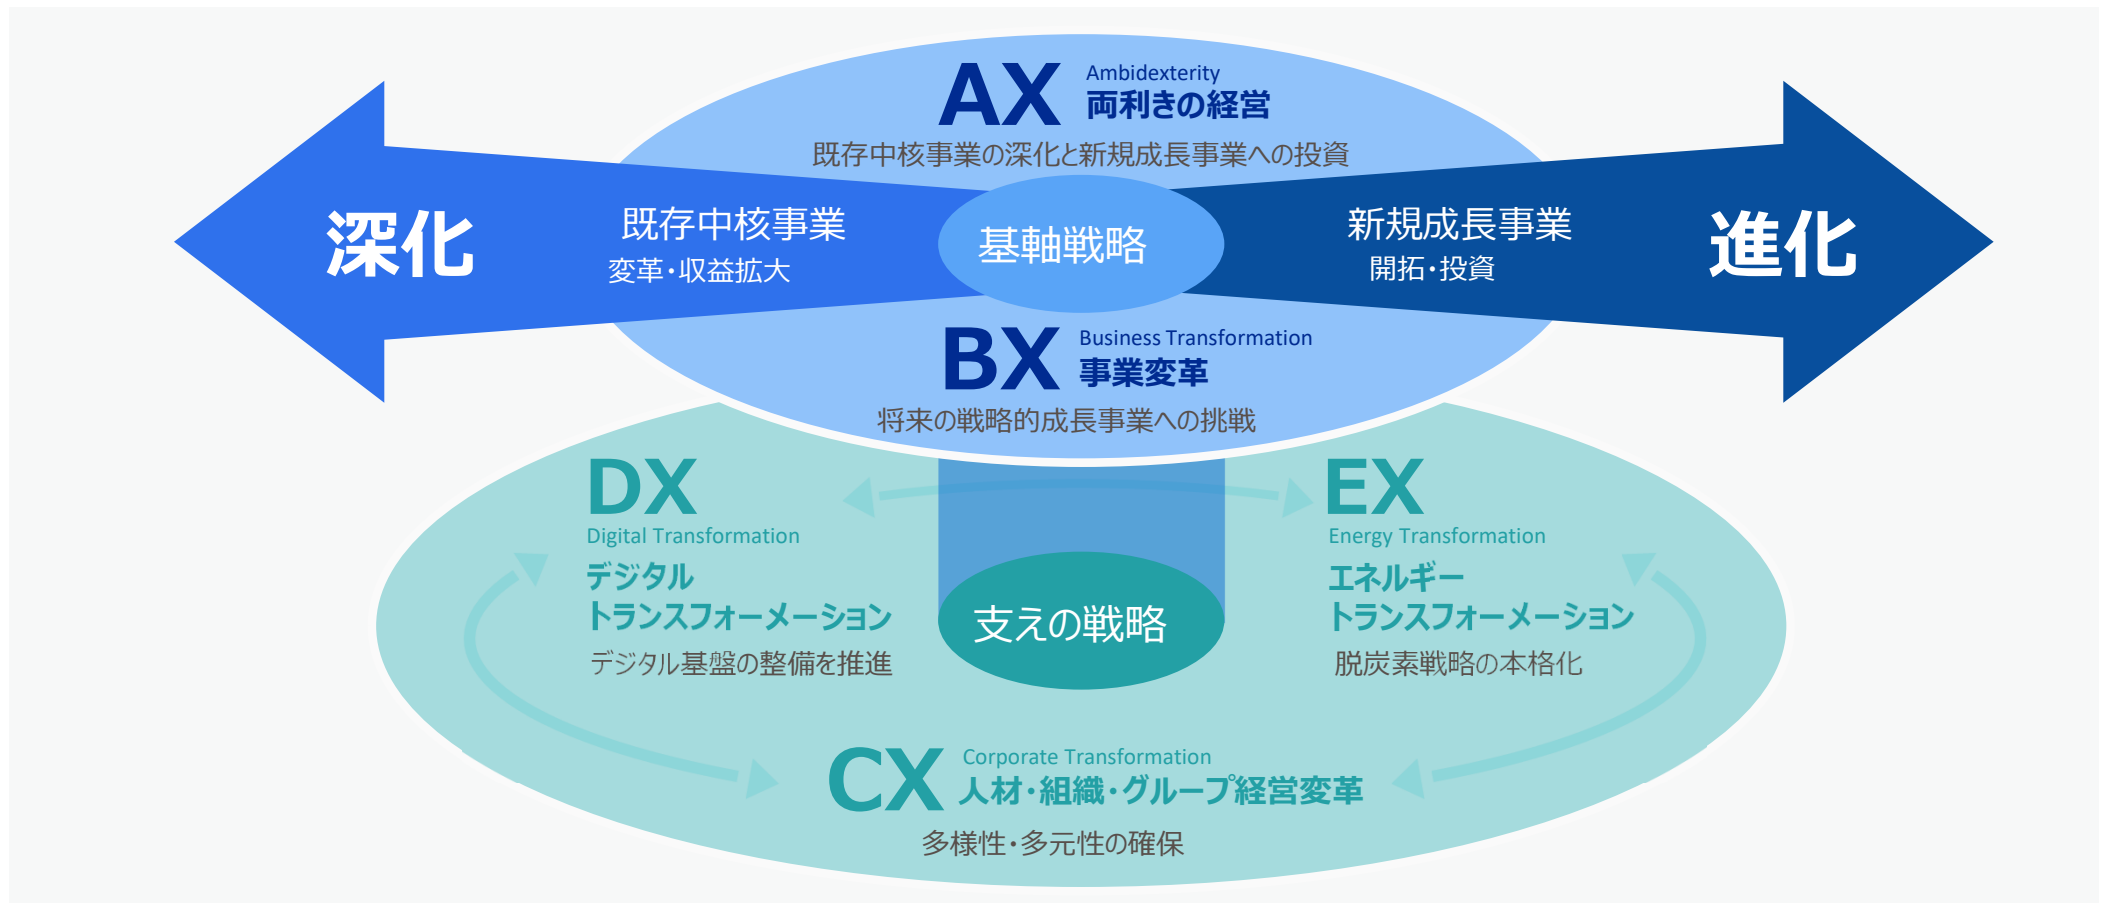 AX
Ambidexterity
両利きの経営
既存中核事業の深化と新規成長事業への投資
深化
既存中核事業
変革・収益拡大
基軸戦略
新規成長事業
開拓・投資
進化
BX
Business Transformation
事業変革
将来の戦略的成長事業への挑戦
DX
Digital Transformation
デジタル
トランスフォーメーション
デジタル基盤の整備を推進
支えの戦略
EX
Energy Transformation
エネルギー
トランスフォーメーション
脱炭素戦略の本格化
CX
Corporate Transformation
人材・組織・グループ経営変革
多様性・多元性の確保